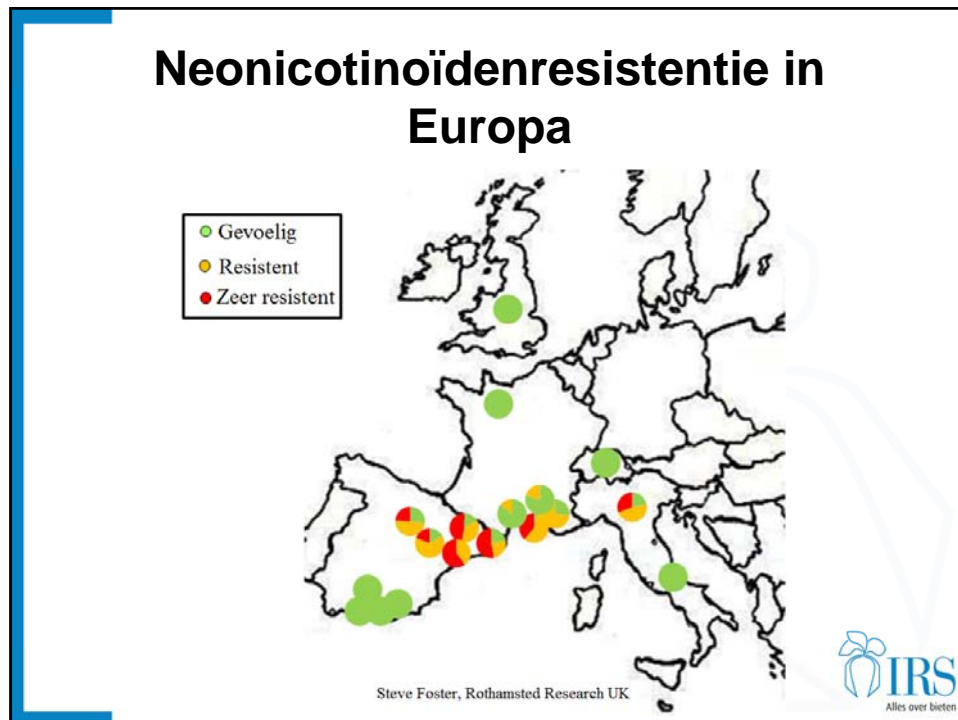 Neonicotinoïdenresistentie in
Europa
Gevoelig
Resistent
Zeer resistent
Steve Foster, Rothamsted Research UK
IRS
Alles over bieten